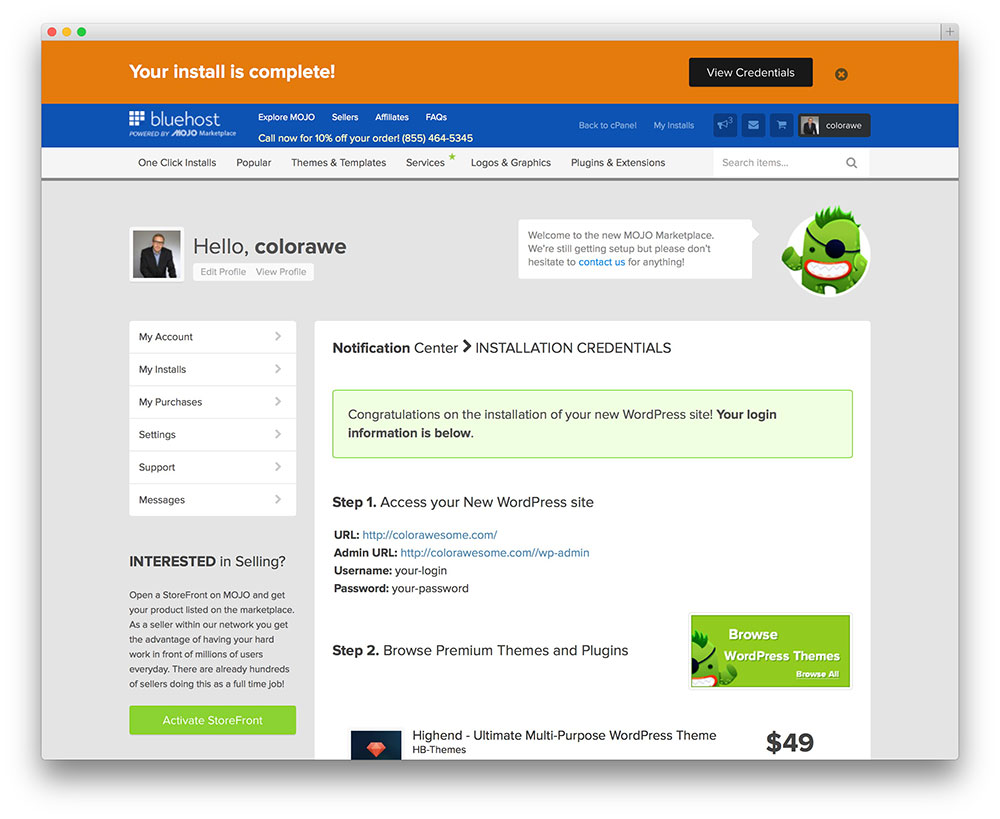 Your install is complete!
View Credentials
bluehost
POWERED BY MOJO Marketplace
Explore MOJO Sellers Affiliates FAQs
Call now for 10% off your order! (855) 464-5345
Back to cPanel My Installs 3 colorawe
One Click Installs Popular Themes & Templates Services Logos & Graphics Plugins & Extensions Search items...
Hello, colorawe
Edit Profile View Profile
Welcome to the new MOJO Marketplace.
We're still getting setup but please don't
hesitate to contact us for anything!
My Account
My Installs
My Purchases
Settings
Support
Messages
INTERESTED in Selling?
Open a StoreFront on MOJO and get
your product listed on the marketplace.
As a seller within our network you get
the advantage of having your hard
work in front of millions of users
everyday. There are already hundreds
of sellers doing this as a full time job!
Activate StoreFront
Notification Center > INSTALLATION CREDENTIALS
Congratulations on the installation of your new WordPress site! Your login
information is below.
Step 1. Access your New WordPress site
URL: http://colorawesome.com/
Admin URL: http://colorawesome.com//wp-admin
Username: your-login
Password: your-password
Step 2. Browse Premium Themes and Plugins
Browse
WordPress Themes
Browse All
Highend - Ultimate Multi-Purpose WordPress Theme
HB-Themes
$49